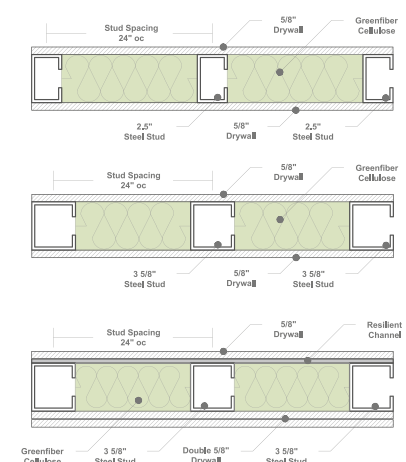 Stud Spacing
24" oc
5/8"
Drywall
Greenfiber
Cellulose
2.5"
Steel Stud
5/8"
Drywall
2.5"
Steel Stud
Stud Spacing
24" oc
5/8"
Drywall
Greenfiber
Cellulose
3 5/8"
Steel Stud
5/8"
Drywall
3 5/8"
Steel Stud
Stud Spacing
24" oc
5/8"
Drywall
Resilient
Channel
Greenfiber
Cellulose
3 5/8"
Steel Stud
Double 5/8"
Drywall
3 5/8"
Steel Stud